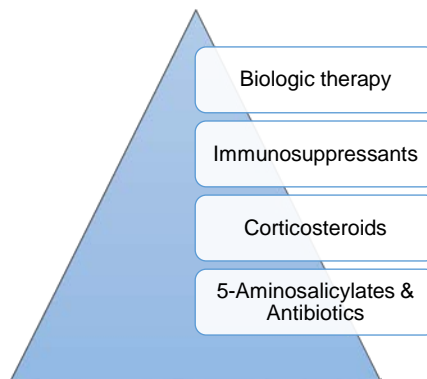 Biologic therapy
Immunosuppressants
Corticosteroids
5-Aminosalicylates &
Antibiotics